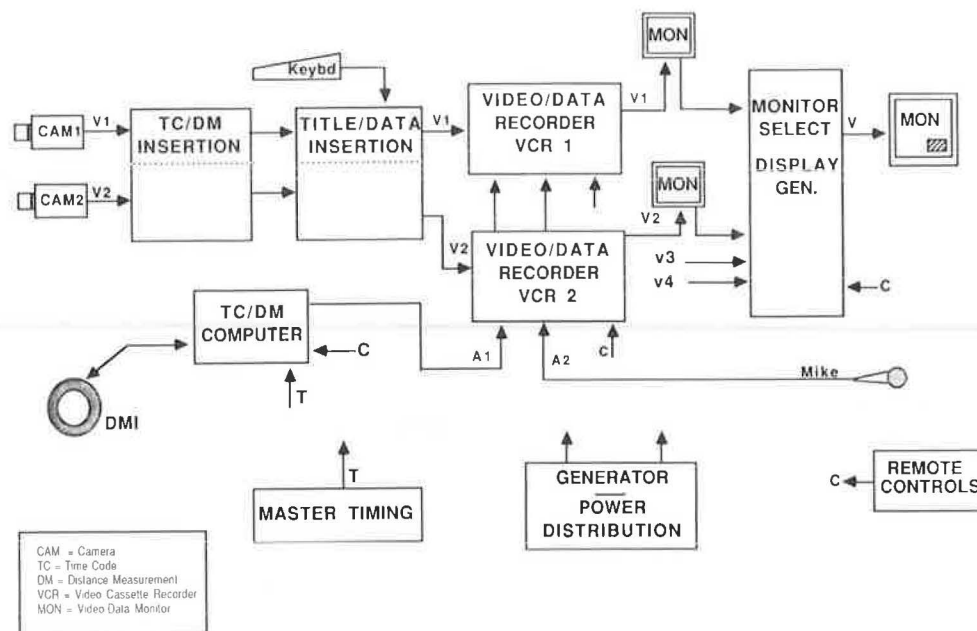 MON
Keybd
VIDEO/DATA
RECORDER
VCR 1
V1
MONITOR
SELECT
DISPLAY
GEN.
V
MON
CAM1
V1
TC/DM
INSERTION
TITLE/DATA
INSERTION
V1
MON
CAM2
V2
V2
V2
VIDEO/DATA
RECORDER
VCR 2
v3
v4
C
TC/DM
COMPUTER
C
A1
A2
C
Mike
T
DMI
T
MASTER TIMING
GENERATOR
POWER
DISTRIBUTION
C
REMOTE
CONTROLS
CAM = Camera
TC = Time Code
DM = Distance Measurement
VCR = Video Cassette Recorder
MON = Video Data Monitor